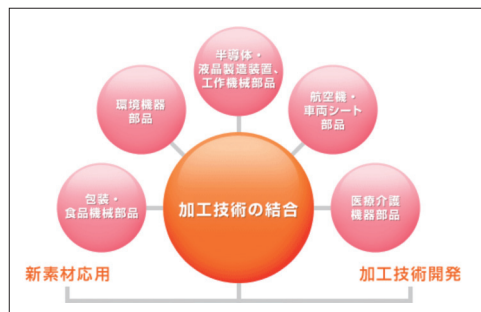 半導体・
液晶製造装置、
工作機械部品
環境機器
部品
航空機・
車両シート
部品
包装・
食品機械部品
加工技術の結合
医療介護
機器部品
新素材応用
加工技術開発